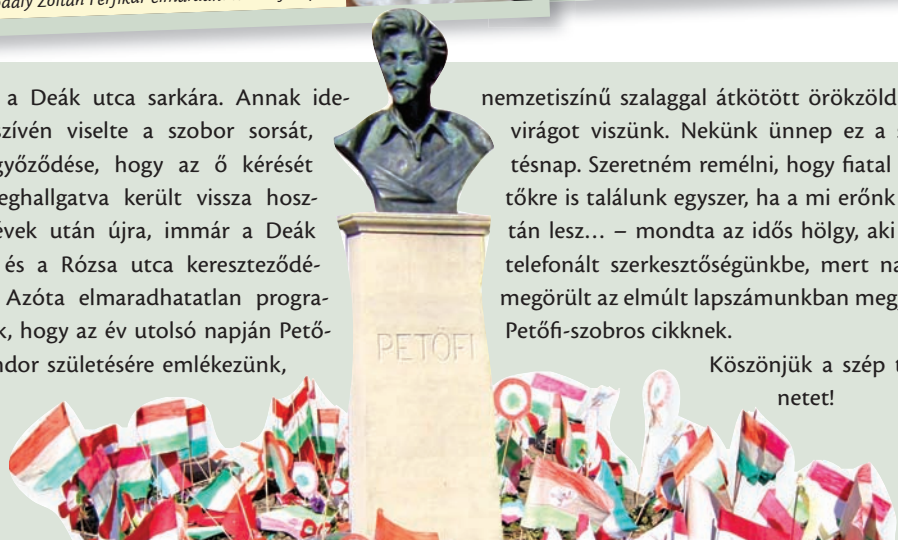 Zoltán Férfikar
a Deák utca sarkára. Annak ide-
szívén viselte a szobor sorsát,
győződése, hogy az ő kérését
eghallgatva került vissza hosz-
évek után újra, immár a Deák
és a Rózsa utca kereszteződé-
Azóta elmaradhatatlan progra-
k, hogy az év utolsó napján Pető-
ndor születésére emlékezünk,
nemzetiszínű szalaggal átkötött örökzöld
virágot viszünk. Nekünk ünnep ez a
tésnap. Szeretném remélni, hogy fiatal
tőkre is találunk egyszer, ha a mi erőnk
tán lesz… – mondta az idős hölgy, aki
telefonált szerkesztőségünkbe, mert na
megörült az elmúlt lapszámunkban meg
Petőfi-szobros cikknek.
Köszönjük a szép t
netet!
PETŐFI